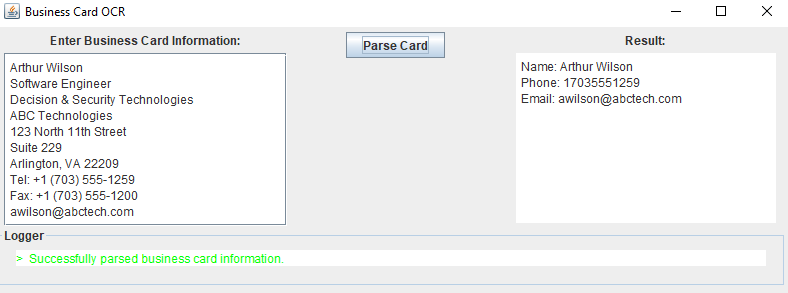 Business Card OCR
Enter Business Card Information:
Parse Card
Result:
Arthur Wilson
Software Engineer
Decision & Security Technologies
ABC Technologies
123 North 11th Street
Suite 229
Arlington, VA 22209
Tel: +1 (703) 555-1259
Fax: +1 (703) 555-1200
awilson@abctech.com
Name: Arthur Wilson
Phone: 17035551259
Email: awilson@abctech.com
Logger
> Successfully parsed business card information.